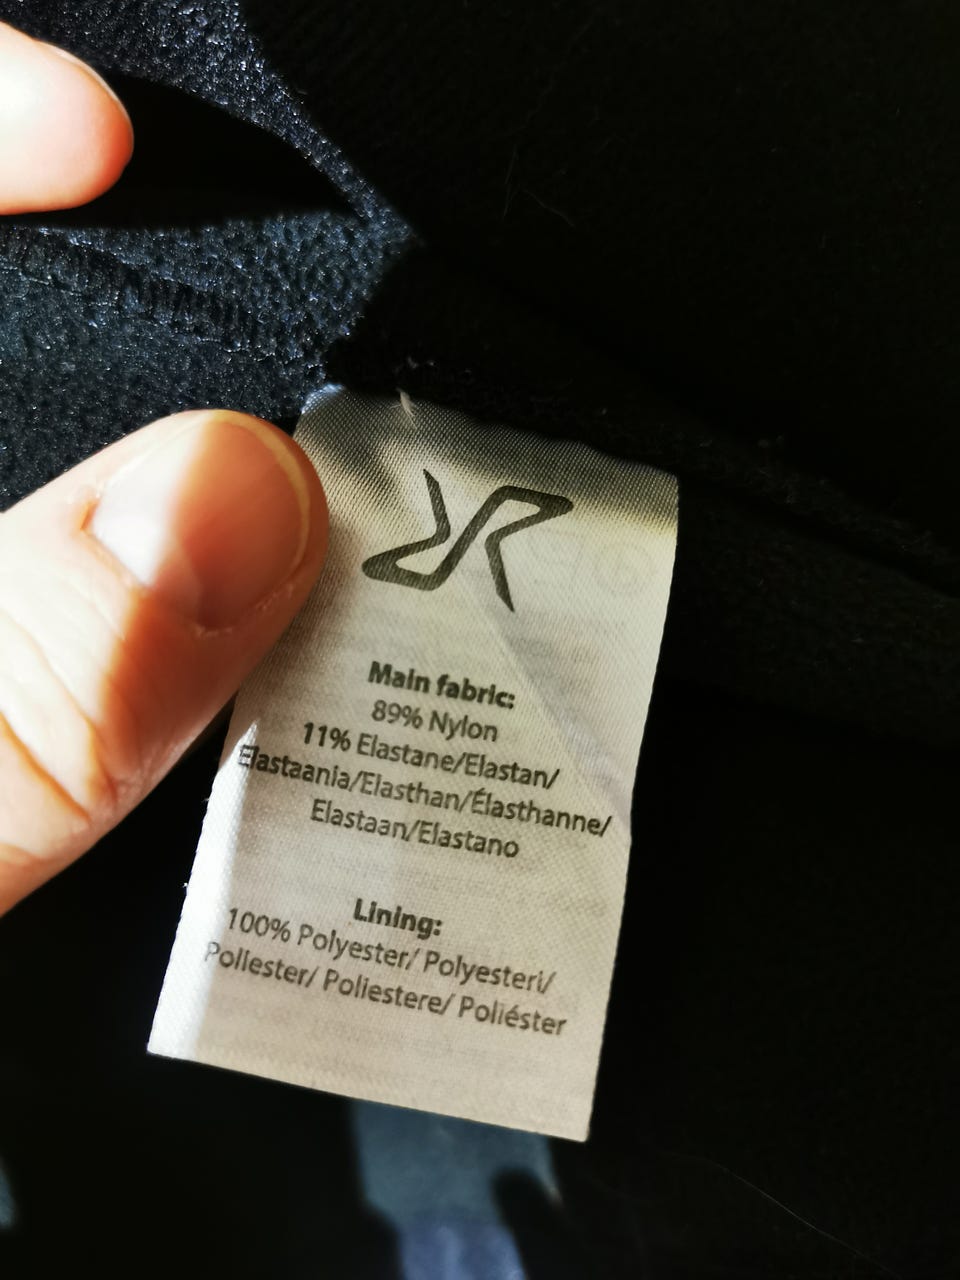 Main fabric:
89% Nylon
11% Elastane/Elastan/
Elastaania/Elasthan/Élasthanne/
Elastaan/Elastano
Lining:
100% Polyester/ Polyesteri/
Poliester/ Poliestere/ Poliéster